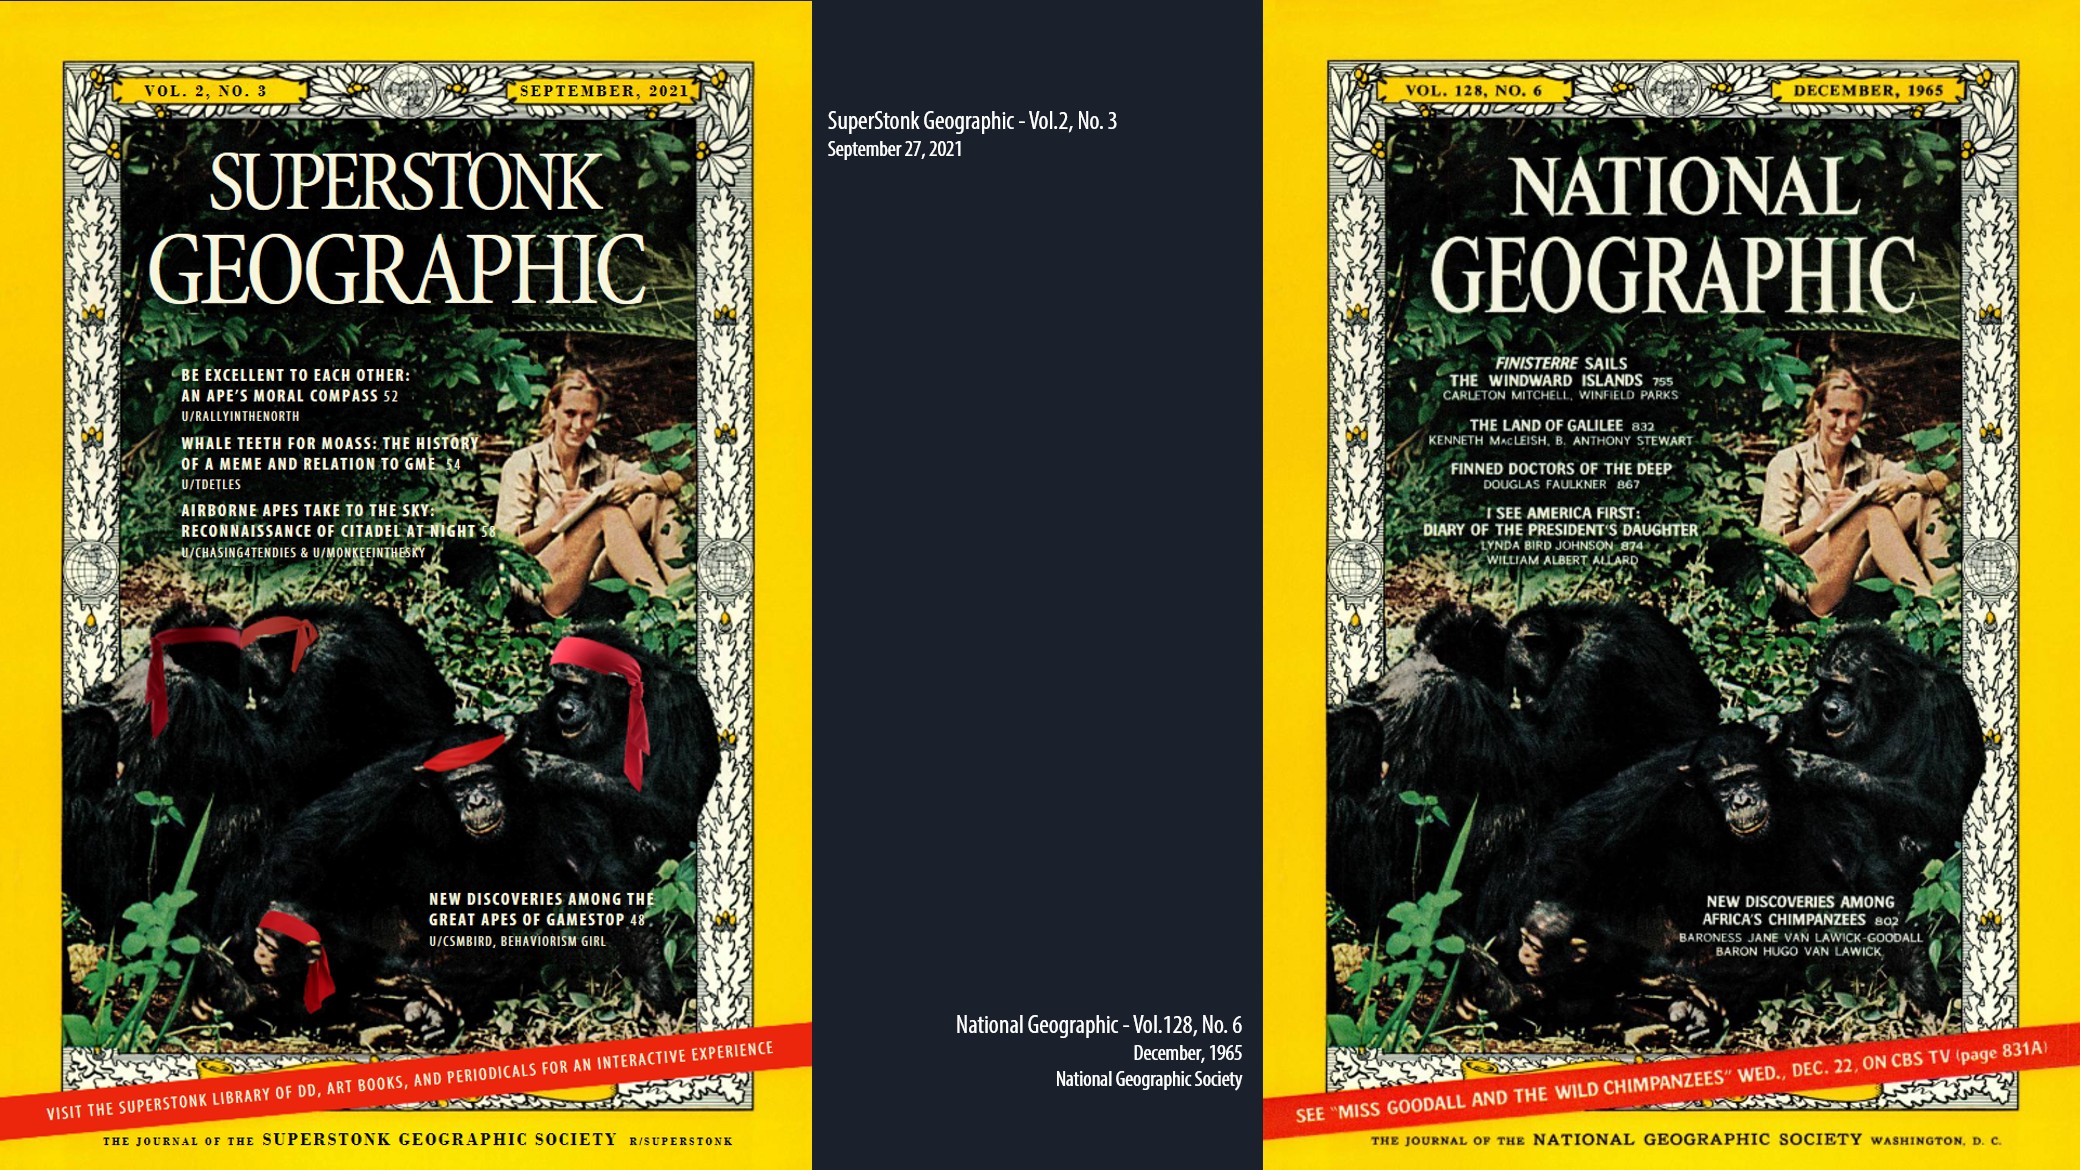 VOL. 2, NO. 3
SEPTEMBER, 2021
SUPERSTONK
GEOGRAPHIC
BE EXCELLENT TO EACH OTHER:
AN APE'S MORAL COMPASS 52
U/RALLYINTHENORTH
WHALE TEETH FOR MOASS: THE HISTORY
OF A MEME AND RELATION TO GME 54
U/TDETLES
AIRBORNE APES TAKE TO THE SKY:
RECONNAISSANCE OF CITADEL AT NIGHT 58
U/CHASING4TENDIES & U/MONKEEINTHESKY
NEW DISCOVERIES AMONG THE
GREAT APES OF GAMESTOP 48
U/CSMBIRD, BEHAVIORISM GIRL
VISIT THE SUPERSTONK LIBRARY OF DD, ART BOOKS, AND PERIODICALS FOR AN INTERACTIVE EXPERIENCE
THE JOURNAL OF THE SUPERSTONK GEOGRAPHIC SOCIETY R/SUPERSTONK
SuperStonk Geographic - Vol.2, No. 3
September 27, 2021
National Geographic - Vol.128, No. 6
December, 1965
National Geographic Society
VOL. 128, NO. 6
DECEMBER, 1965
NATIONAL
GEOGRAPHIC
FINISTERRE SAILS
THE WINDWARD ISLANDS 755
CARLETON MITCHELL, WINFIELD PARKS
THE LAND OF GALILEE 832
KENNETH MacLEISH, B. ANTHONY STEWART
FINNED DOCTORS OF THE DEEP
DOUGLAS FAULKNER 867
I SEE AMERICA FIRST:
DIARY OF THE PRESIDENT'S DAUGHTER
LYNDA BIRD JOHNSON 874
WILLIAM ALBERT ALLARD
NEW DISCOVERIES AMONG
AFRICA'S CHIMPANZEES 802
BARONESS JANE VAN LAWICK-GOODALL
BARON HUGO VAN LAWICK
SEE "MISS GOODALL AND THE WILD CHIMPANZEES" WED., DEC. 22, ON CBS TV (page 831A)
THE JOURNAL OF THE NATIONAL GEOGRAPHIC SOCIETY WASHINGTON, D. C.